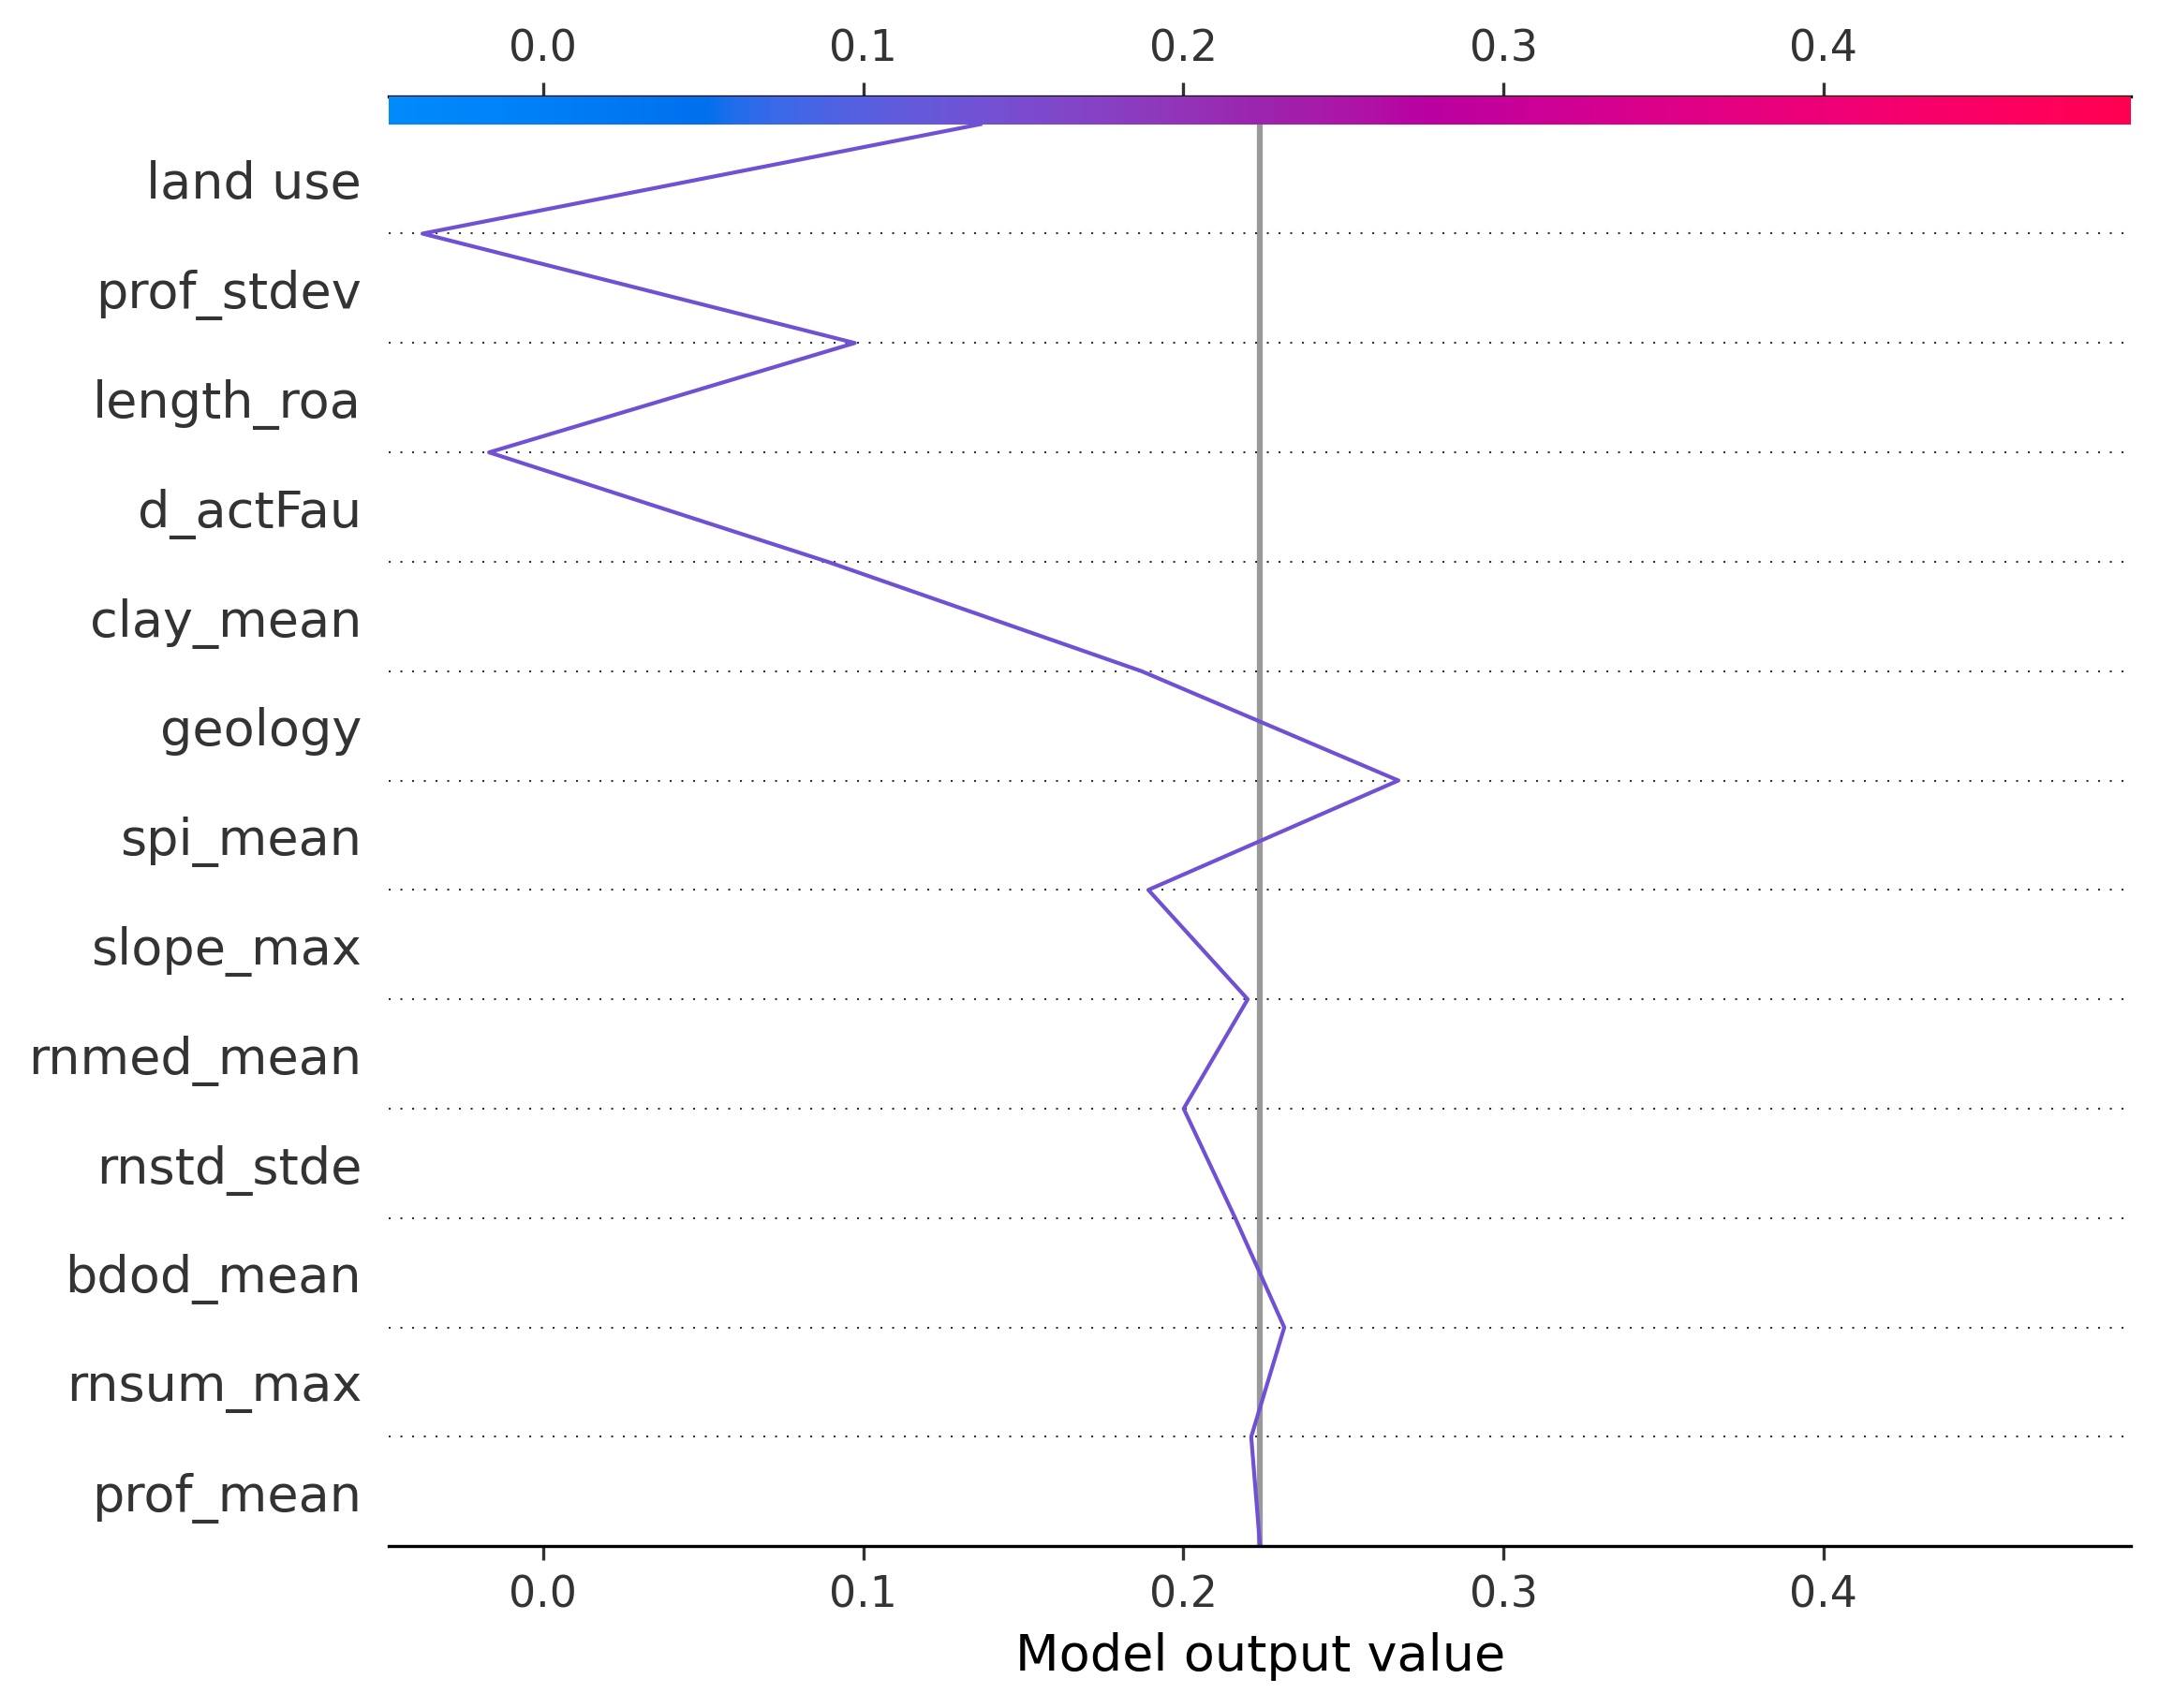 0.0 0.1 0.2 0.3 0.4
land use
prof_stdev
length_roa
d_actFau
clay_mean
geology
spi_mean
slope_max
rnmed_mean
rnstd_stde
bdod_mean
rnsum_max
prof_mean
0.0 0.1 0.2 0.3 0.4
Model output value